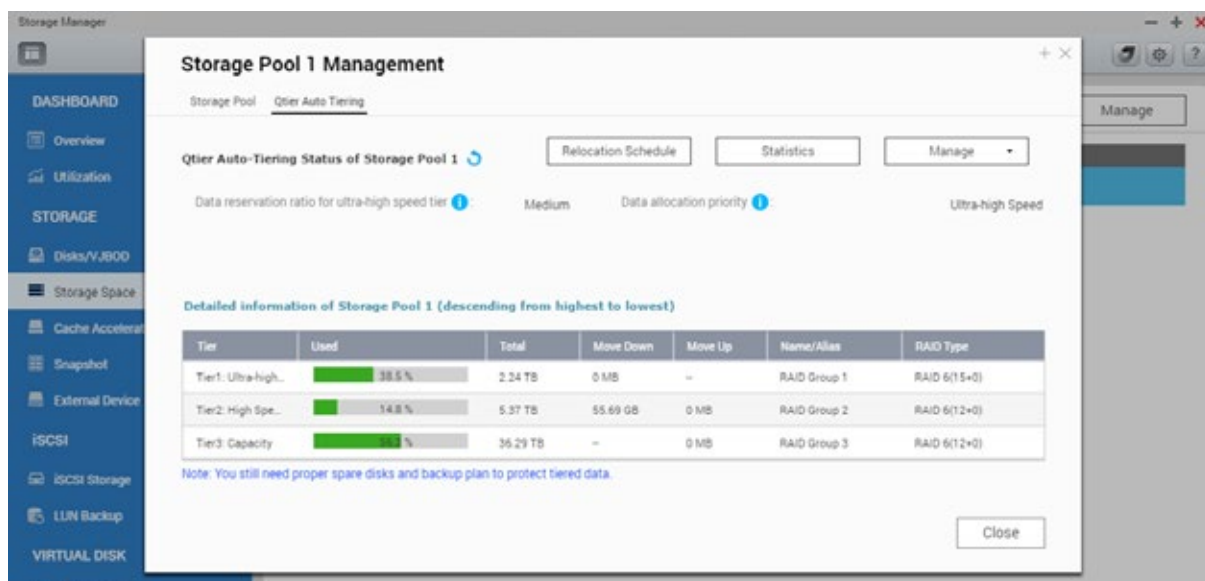 Storage Manager
Storage Pool 1 Management
Storage Pool Qtier Auto Tiering
Manage
DASHBOARD
Overview
Utilization
STORAGE
Disks/VJBOD
Storage Space
Cache Accelerat
Snapshot
External Device
iSCSI
iSCSI Storage
LUN Backup
VIRTUAL DISK
Qtier Auto-Tiering Status of Storage Pool 1 Relocation Schedule Statistics Manage
Data reservation ratio for ultra-high speed tier : Medium Data allocation priority : Ultra-high Speed
Detailed information of Storage Pool 1 (descending from highest to lowest)
Tier Used Total Move Down Move Up Name/Alias RAID Type
Tier1: Ultra-high... 38.5 % 2.24 TB 0 MB -- RAID Group 1 RAID 6(15+0)
Tier2: High Spe... 14.8 % 5.37 TB 55.69 GB 0 MB RAID Group 2 RAID 6(12+0)
Tier3: Capacity % 36.29 TB -- 0 MB RAID Group 3 RAID 6(12+0)
Note: You still need proper spare disks and backup plan to protect tiered data.
Close